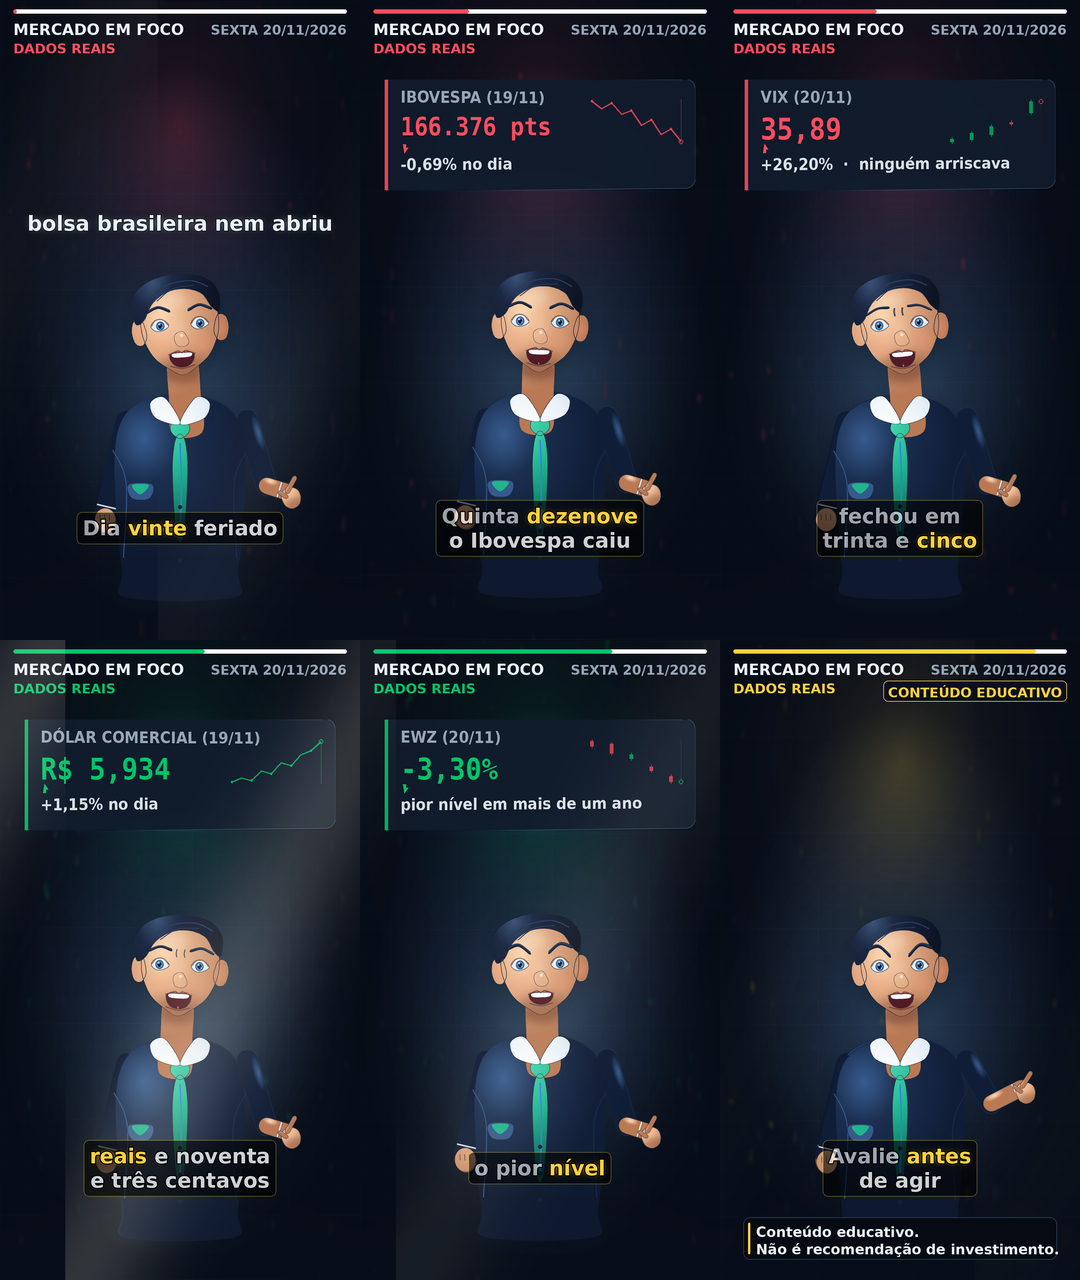 MERCADO EM FOCO SEXTA 20/11/2026
DADOS REAIS
bolsa brasileira nem abriu
Dia vinte feriado
MERCADO EM FOCO SEXTA 20/11/2026
DADOS REAIS
IBOVESPA (19/11)
166.376 pts
-0,69% no dia
Quinta dezenove
o Ibovespa caiu
MERCADO EM FOCO SEXTA 20/11/2026
DADOS REAIS
VIX (20/11)
35,89
+26,20% · ninguém arriscava
fechou em
trinta e cinco
MERCADO EM FOCO SEXTA 20/11/2026
DADOS REAIS
DÓLAR COMERCIAL (19/11)
R$ 5,934
+1,15% no dia
reais e noventa
e três centavos
MERCADO EM FOCO SEXTA 20/11/2026
DADOS REAIS
EWZ (20/11)
-3,30%
pior nível em mais de um ano
o pior nível
MERCADO EM FOCO SEXTA 20/11/2026
DADOS REAIS
CONTEÚDO EDUCATIVO
Avalie antes
de agir
Conteúdo educativo.
Não é recomendação de investimento.